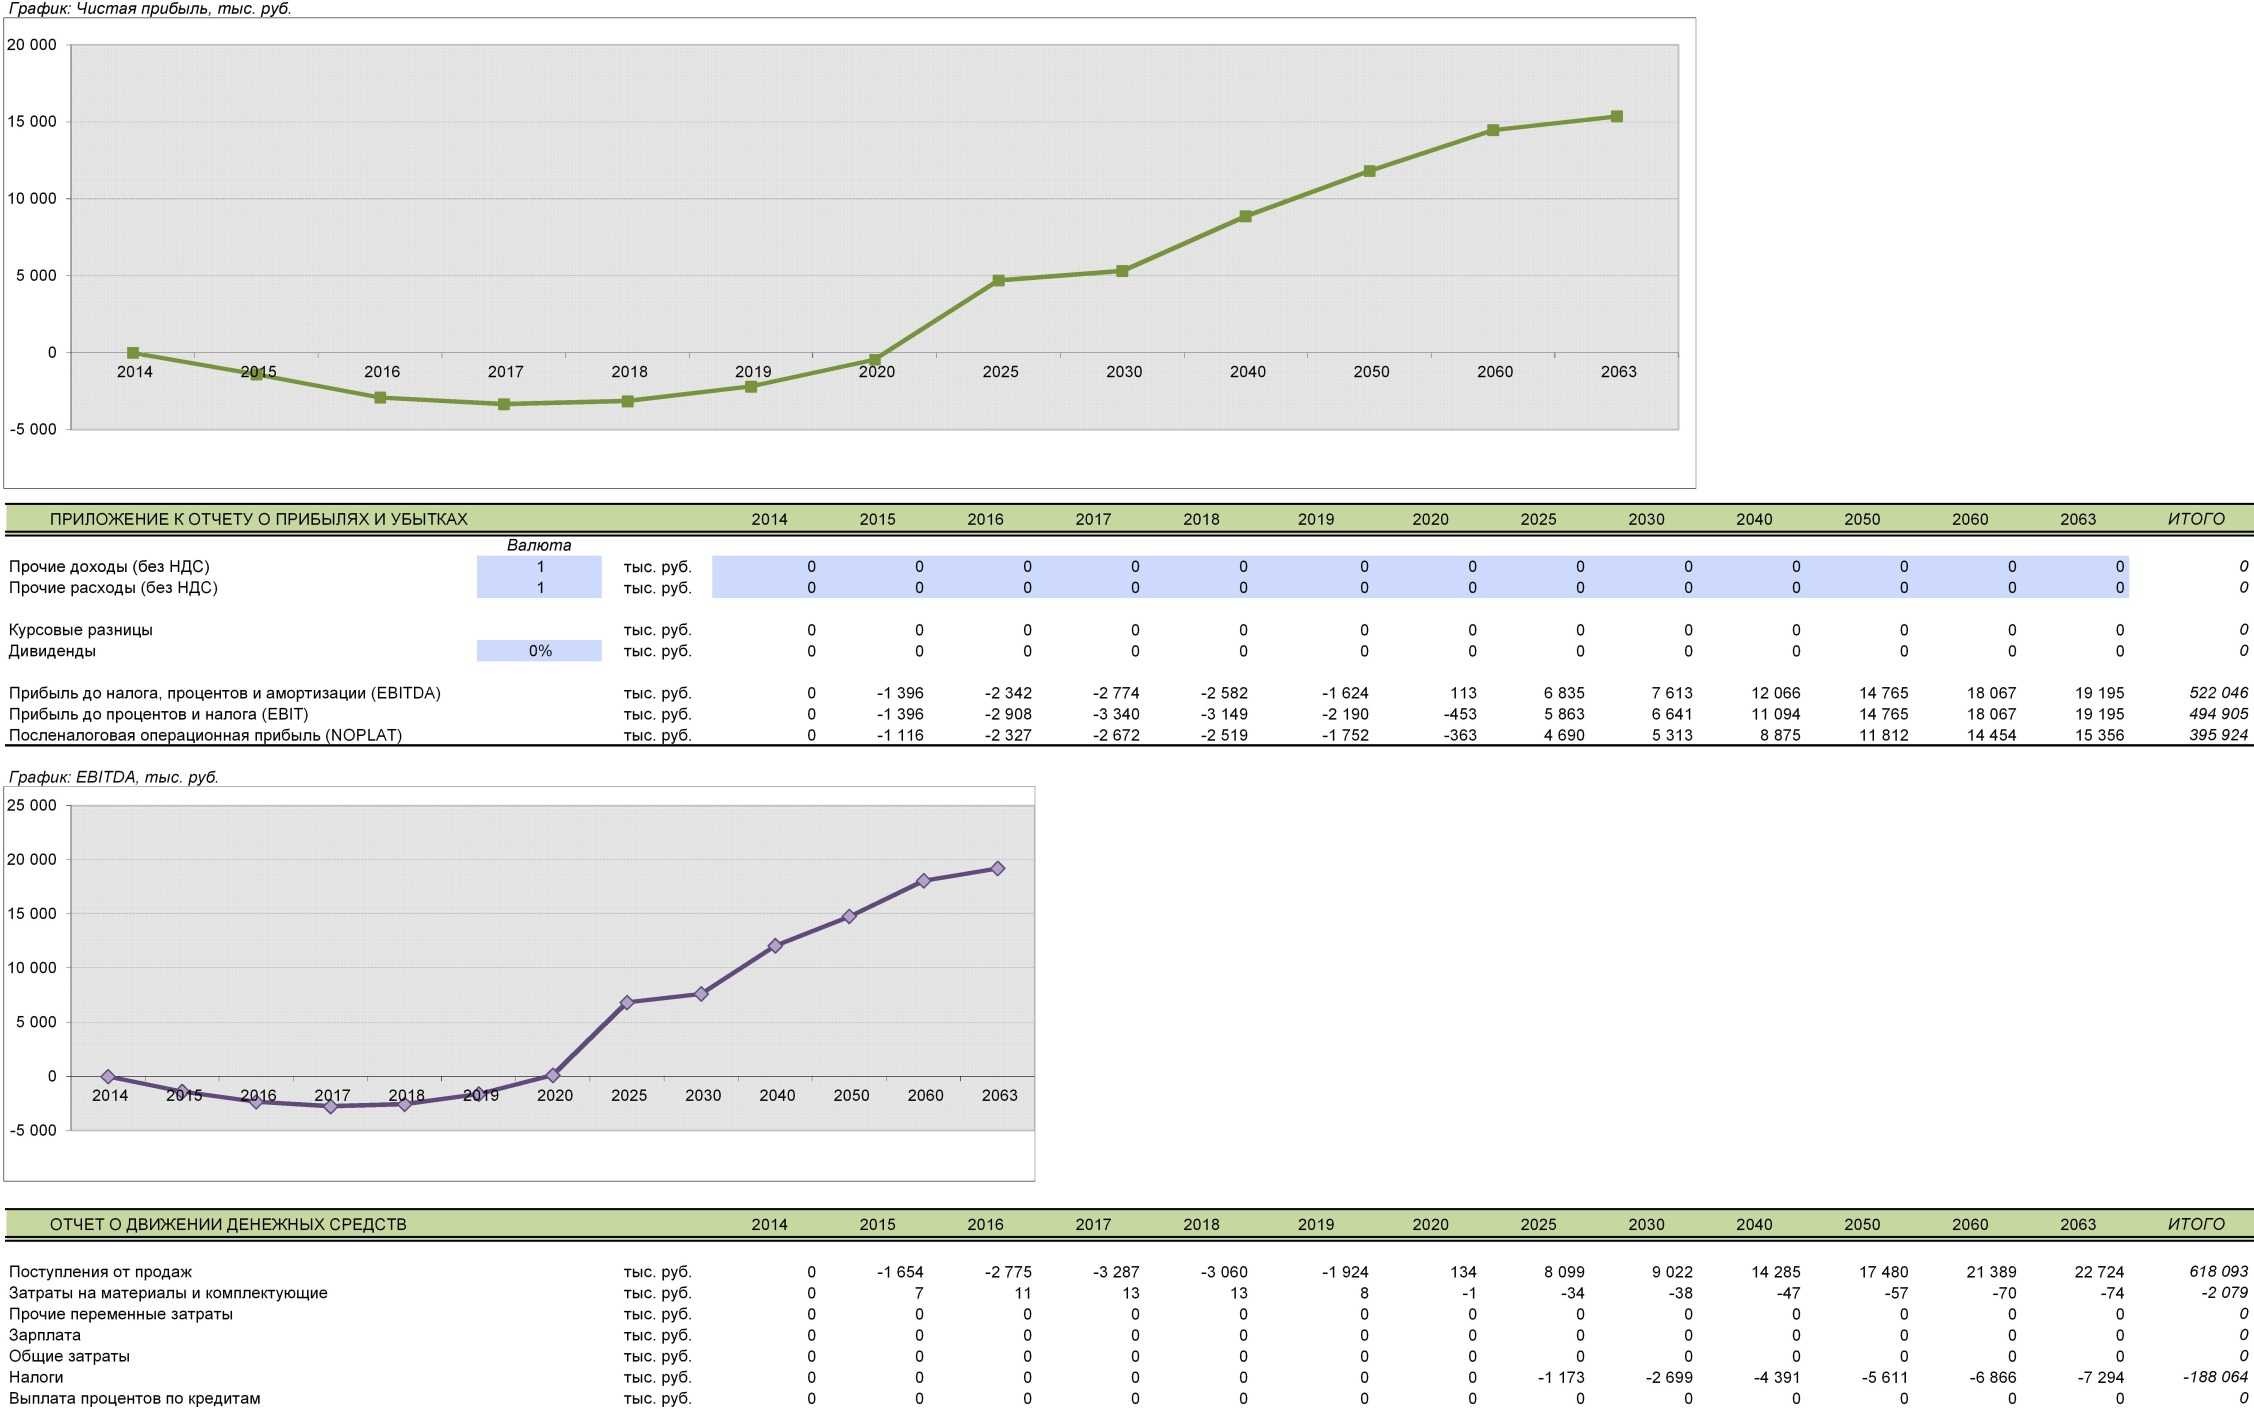 График: Чистая прибыль, тыс. руб.
20 000
15 000
10 000
5 000
0
2014 2015 2016 2017 2018 2019 2020 2025 2030 2040 2050 2060 2063
-5 000
ПРИЛОЖЕНИЕ К ОТЧЕТУ О ПРИБЫЛЯХ И УБЫТКАХ 2014 2015 2016 2017 2018 2019 2020 2025 2030 2040 2050 2060 2063 ИТОГО
Валюта
Прочие доходы (без НДС) 1 тыс. руб. 0 0 0 0 0 0 0 0 0 0 0 0 0 0
Прочие расходы (без НДС) 1 тыс. руб. 0 0 0 0 0 0 0 0 0 0 0 0 0 0
Курсовые разницы тыс. руб. 0 0 0 0 0 0 0 0 0 0 0 0 0 0
Дивиденды 0% тыс. руб. 0 0 0 0 0 0 0 0 0 0 0 0 0 0
Прибыль до налога, процентов и амортизации (EBITDA) тыс. руб. 0 -1 396 -2 342 -2 774 -2 582 -1 624 113 6 835 7 613 12 066 14 765 18 067 19 195 522 046
Прибыль до процентов и налога (EBIT) тыс. руб. 0 -1 396 -2 908 -3 340 -3 149 -2 190 -453 5 863 6 641 11 094 14 765 18 067 19 195 494 905
Посленалоговая операционная прибыль (NOPLAT) тыс. руб. 0 -1 116 -2 327 -2 672 -2 519 -1 752 -363 4 690 5 313 8 875 11 812 14 454 15 356 395 924
График: EBITDA, тыс. руб.
25 000
20 000
15 000
10 000
5 000
0
2014 2015 2016 2017 2018 2019 2020 2025 2030 2040 2050 2060 2063
-5 000
ОТЧЕТ О ДВИЖЕНИИ ДЕНЕЖНЫХ СРЕДСТВ 2014 2015 2016 2017 2018 2019 2020 2025 2030 2040 2050 2060 2063 ИТОГО
Поступления от продаж тыс. руб. 0 -1 654 -2 775 -3 287 -3 060 -1 924 134 8 099 9 022 14 285 17 480 21 389 22 724 618 093
Затраты на материалы и комплектующие тыс. руб. 0 7 11 13 13 8 -1 -34 -38 -47 -57 -70 -74 -2 079
Прочие переменные затраты тыс. руб. 0 0 0 0 0 0 0 0 0 0 0 0 0 0
Зарплата тыс. руб. 0 0 0 0 0 0 0 0 0 0 0 0 0 0
Общие затраты тыс. руб. 0 0 0 0 0 0 0 0 0 0 0 0 0 0
Налоги тыс. руб. 0 0 0 0 0 0 0 -1 173 -2 699 -4 391 -5 611 -6 866 -7 294 -188 064
Выплата процентов по кредитам тыс. руб. 0 0 0 0 0 0 0 0 0 0 0 0 0 0